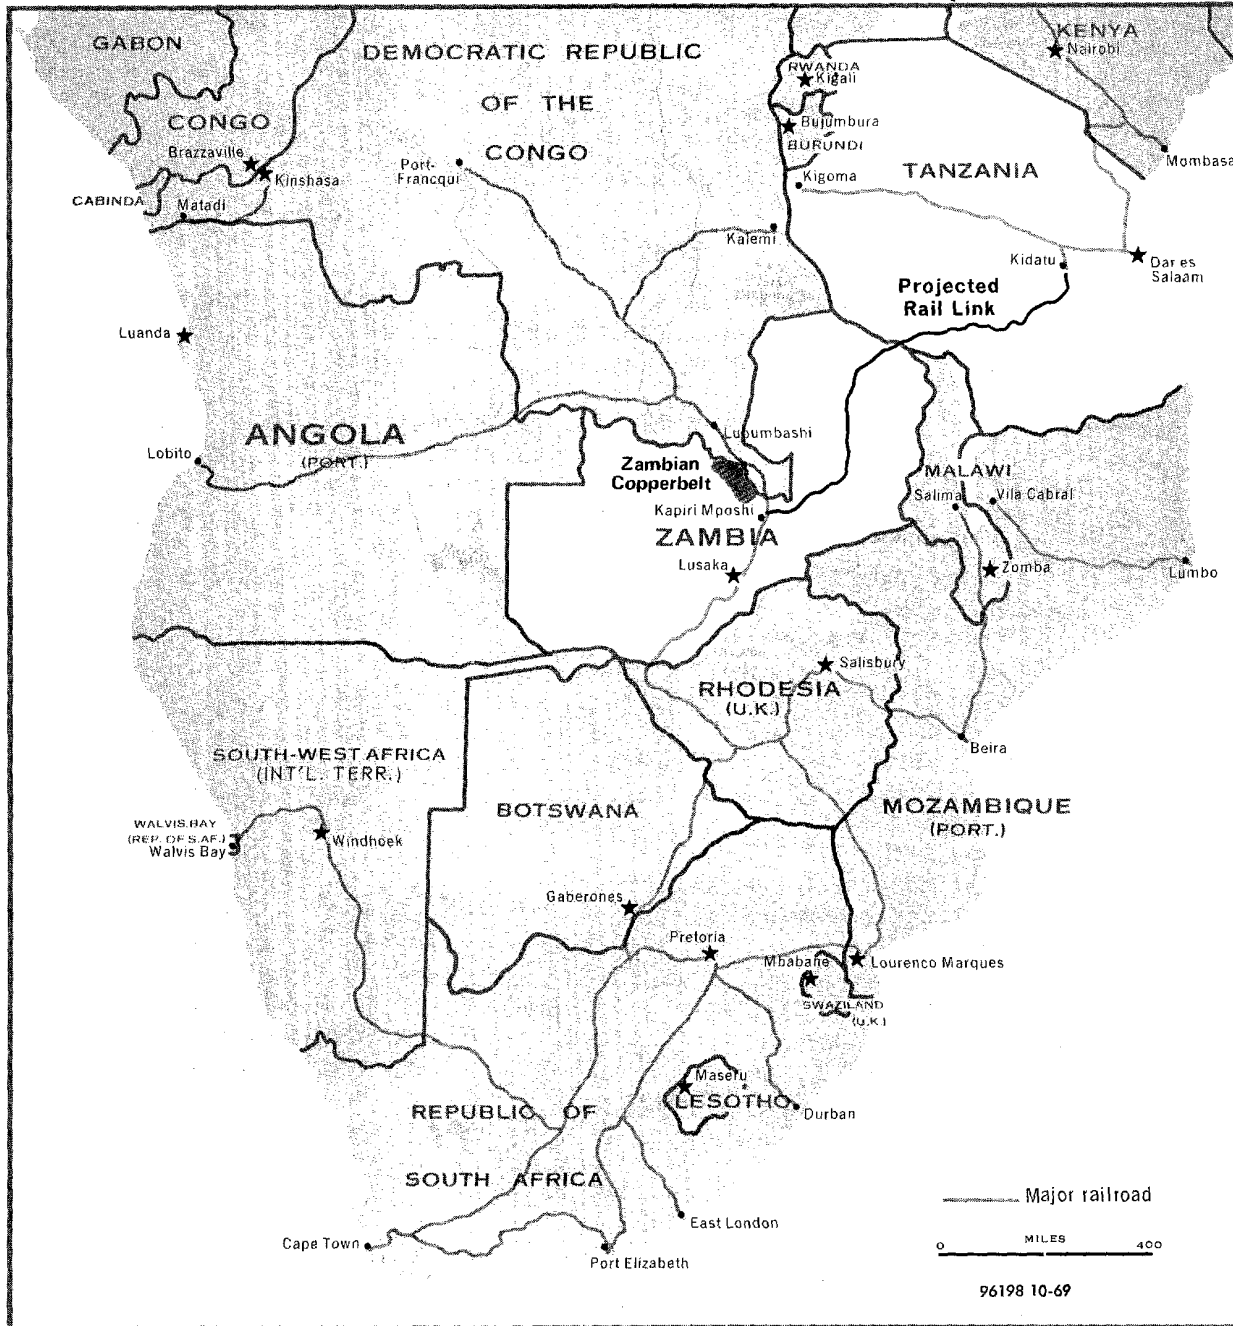 GABON
DEMOCRATIC REPUBLIC
OF THE
CONGO
KENYA
Nairobi
RWANDA
Kigali
CONGO
Brazzaville
Kinshasa
Port-
Francqui
Bujumbura
BURUNDI
Kigoma
TANZANIA
Mombasa
CABINDA
Matadi
Kalemi
Kidatu
Dar es
Salaam
Projected
Rail Link
Luanda
ANGOLA
(PORT.)
Lobito
Lubumbashi
Zambian
Copperbelt
Kapiri Mposhi
ZAMBIA
Lusaka
MALAWI
Salima
Vila Cabral
Zomba
Lumbo
Salisbury
RHODESIA
(U.K.)
Beira
SOUTH-WEST AFRICA
(INT'L. TERR.)
BOTSWANA
MOZAMBIQUE
(PORT.)
WALVIS BAY
(REP. OF S. AF.)
Walvis Bay
Windhoek
Gaberones
Pretoria
Mbabane
Lourenco Marques
SWAZILAND
(U.K.)
Maseru
LESOTHO
Durban
REPUBLIC OF
SOUTH AFRICA
East London
Cape Town
Port Elizabeth
Major railroad
MILES
0 400
96198 10-69